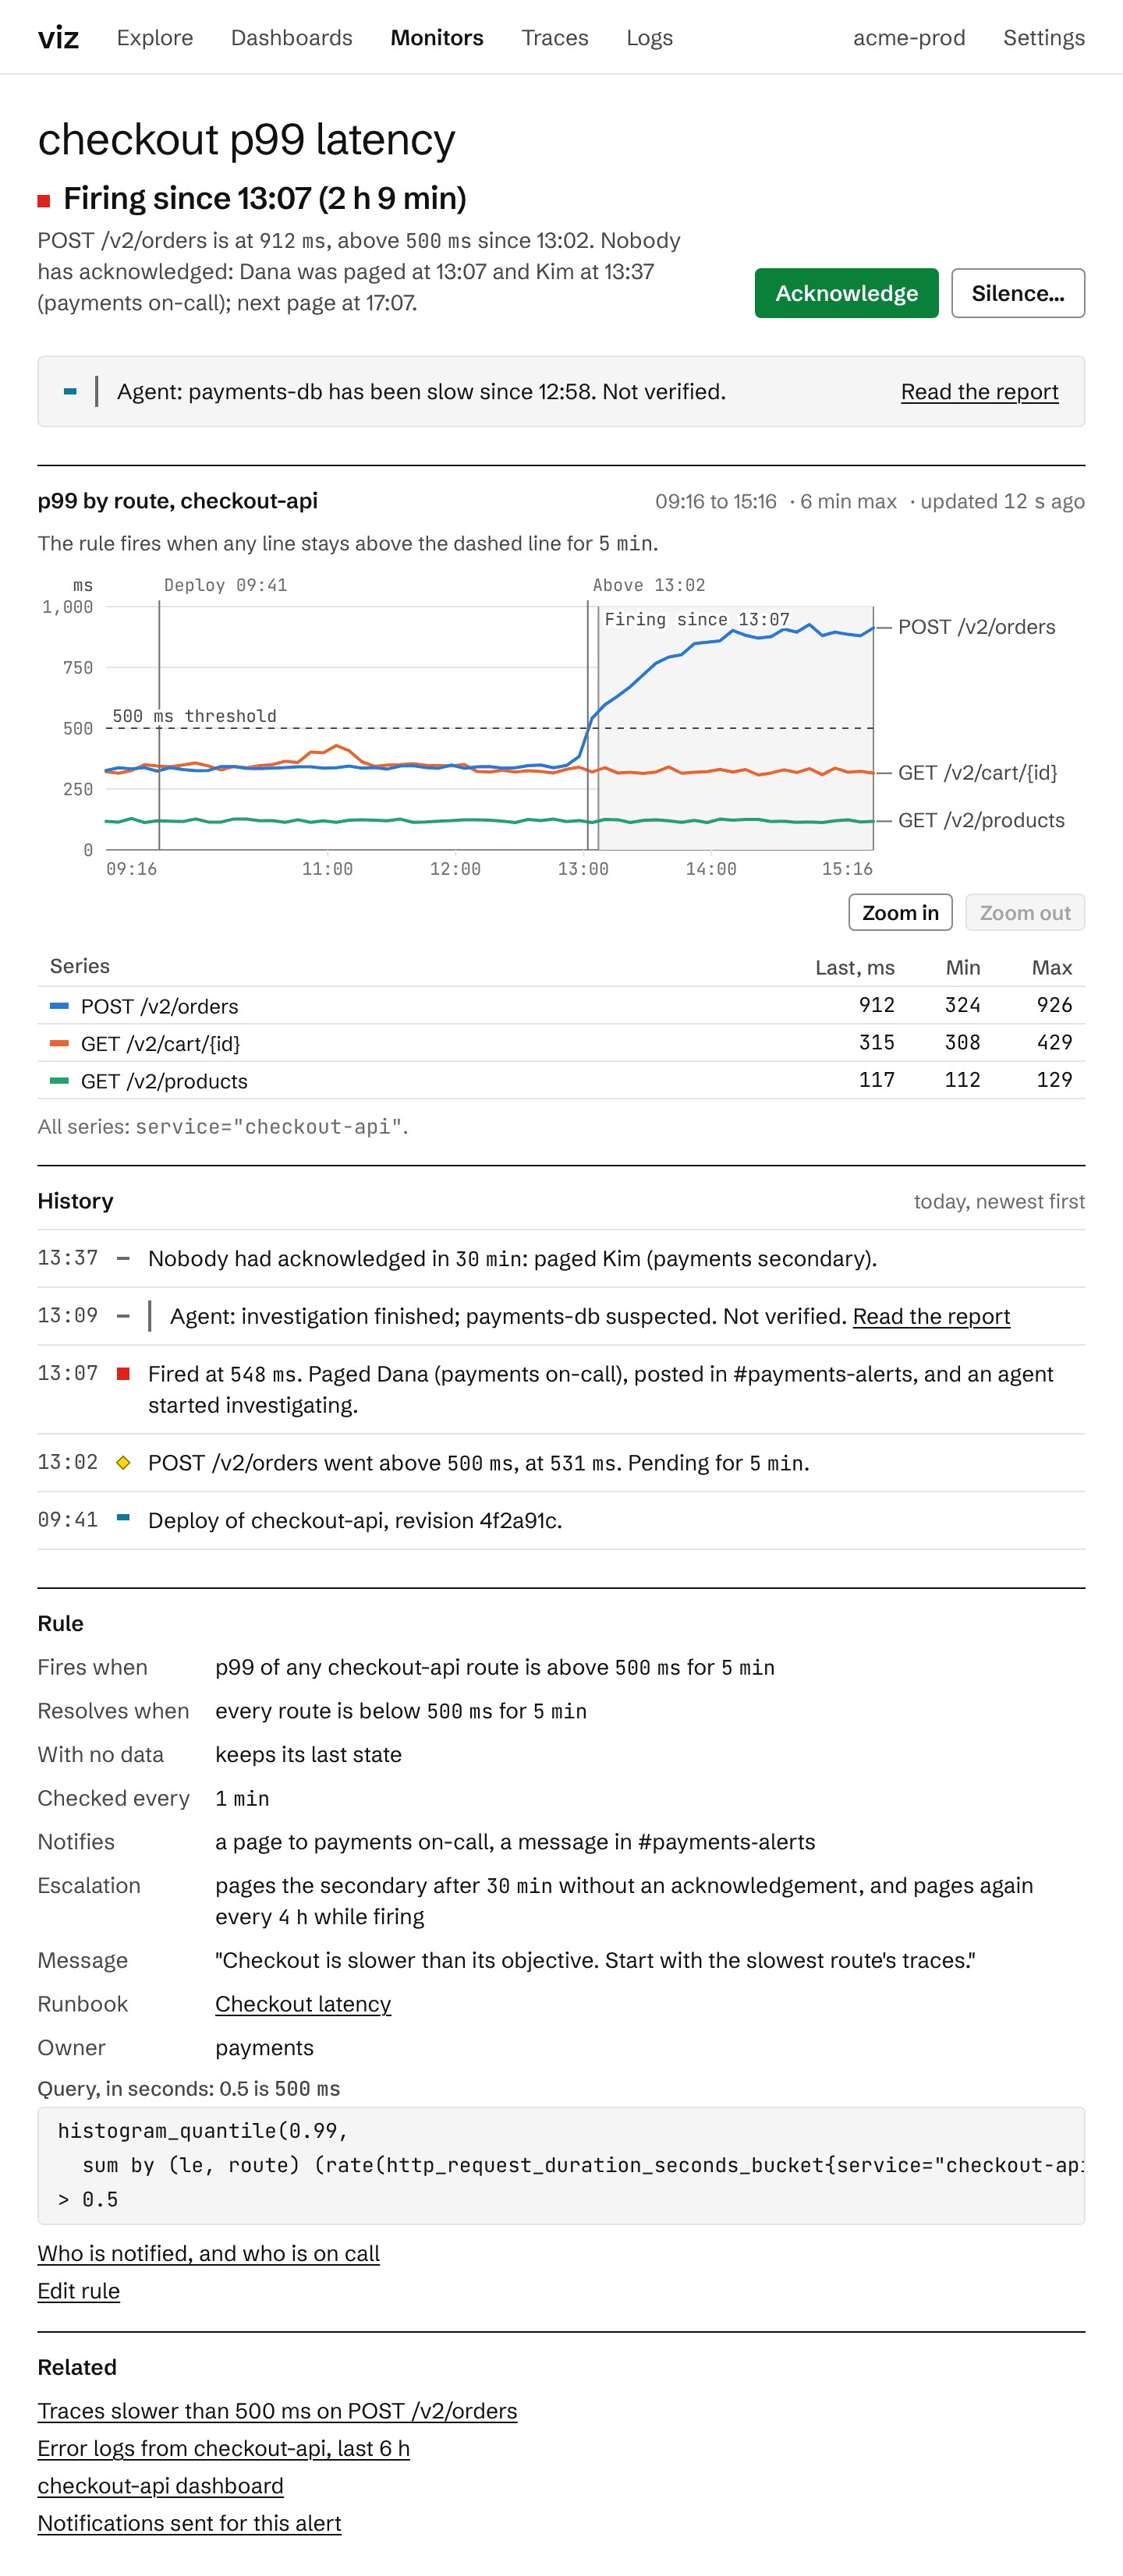 viz Explore Dashboards Monitors Traces Logs acme-prod Settings
checkout p99 latency
Firing since 13:07 (2 h 9 min)
POST /v2/orders is at 912 ms, above 500 ms since 13:02. Nobody
has acknowledged: Dana was paged at 13:07 and Kim at 13:37
(payments on-call); next page at 17:07.
Acknowledge Silence...
Agent: payments-db has been slow since 12:58. Not verified. Read the report
p99 by route, checkout-api 09:16 to 15:16 · 6 min max · updated 12 s ago
The rule fires when any line stays above the dashed line for 5 min.
ms Deploy 09:41 Above 13:02
1,000
Firing since 13:07
POST /v2/orders
750
500 ms threshold
500
GET /v2/cart/{id}
250
GET /v2/products
0
09:16 11:00 12:00 13:00 14:00 15:16
Zoom in Zoom out
Series Last, ms Min Max
POST /v2/orders 912 324 926
GET /v2/cart/{id} 315 308 429
GET /v2/products 117 112 129
All series: service="checkout-api".
History today, newest first
13:37 Nobody had acknowledged in 30 min: paged Kim (payments secondary).
13:09 Agent: investigation finished; payments-db suspected. Not verified. Read the report
13:07 Fired at 548 ms. Paged Dana (payments on-call), posted in #payments-alerts, and an agent
started investigating.
13:02 POST /v2/orders went above 500 ms, at 531 ms. Pending for 5 min.
09:41 Deploy of checkout-api, revision 4f2a91c.
Rule
Fires when p99 of any checkout-api route is above 500 ms for 5 min
Resolves when every route is below 500 ms for 5 min
With no data keeps its last state
Checked every 1 min
Notifies a page to payments on-call, a message in #payments-alerts
Escalation pages the secondary after 30 min without an acknowledgement, and pages again
every 4 h while firing
Message "Checkout is slower than its objective. Start with the slowest route's traces."
Runbook Checkout latency
Owner payments
Query, in seconds: 0.5 is 500 ms
histogram_quantile(0.99,
sum by (le, route) (rate(http_request_duration_seconds_bucket{service="checkout-api
> 0.5
Who is notified, and who is on call
Edit rule
Related
Traces slower than 500 ms on POST /v2/orders
Error logs from checkout-api, last 6 h
checkout-api dashboard
Notifications sent for this alert